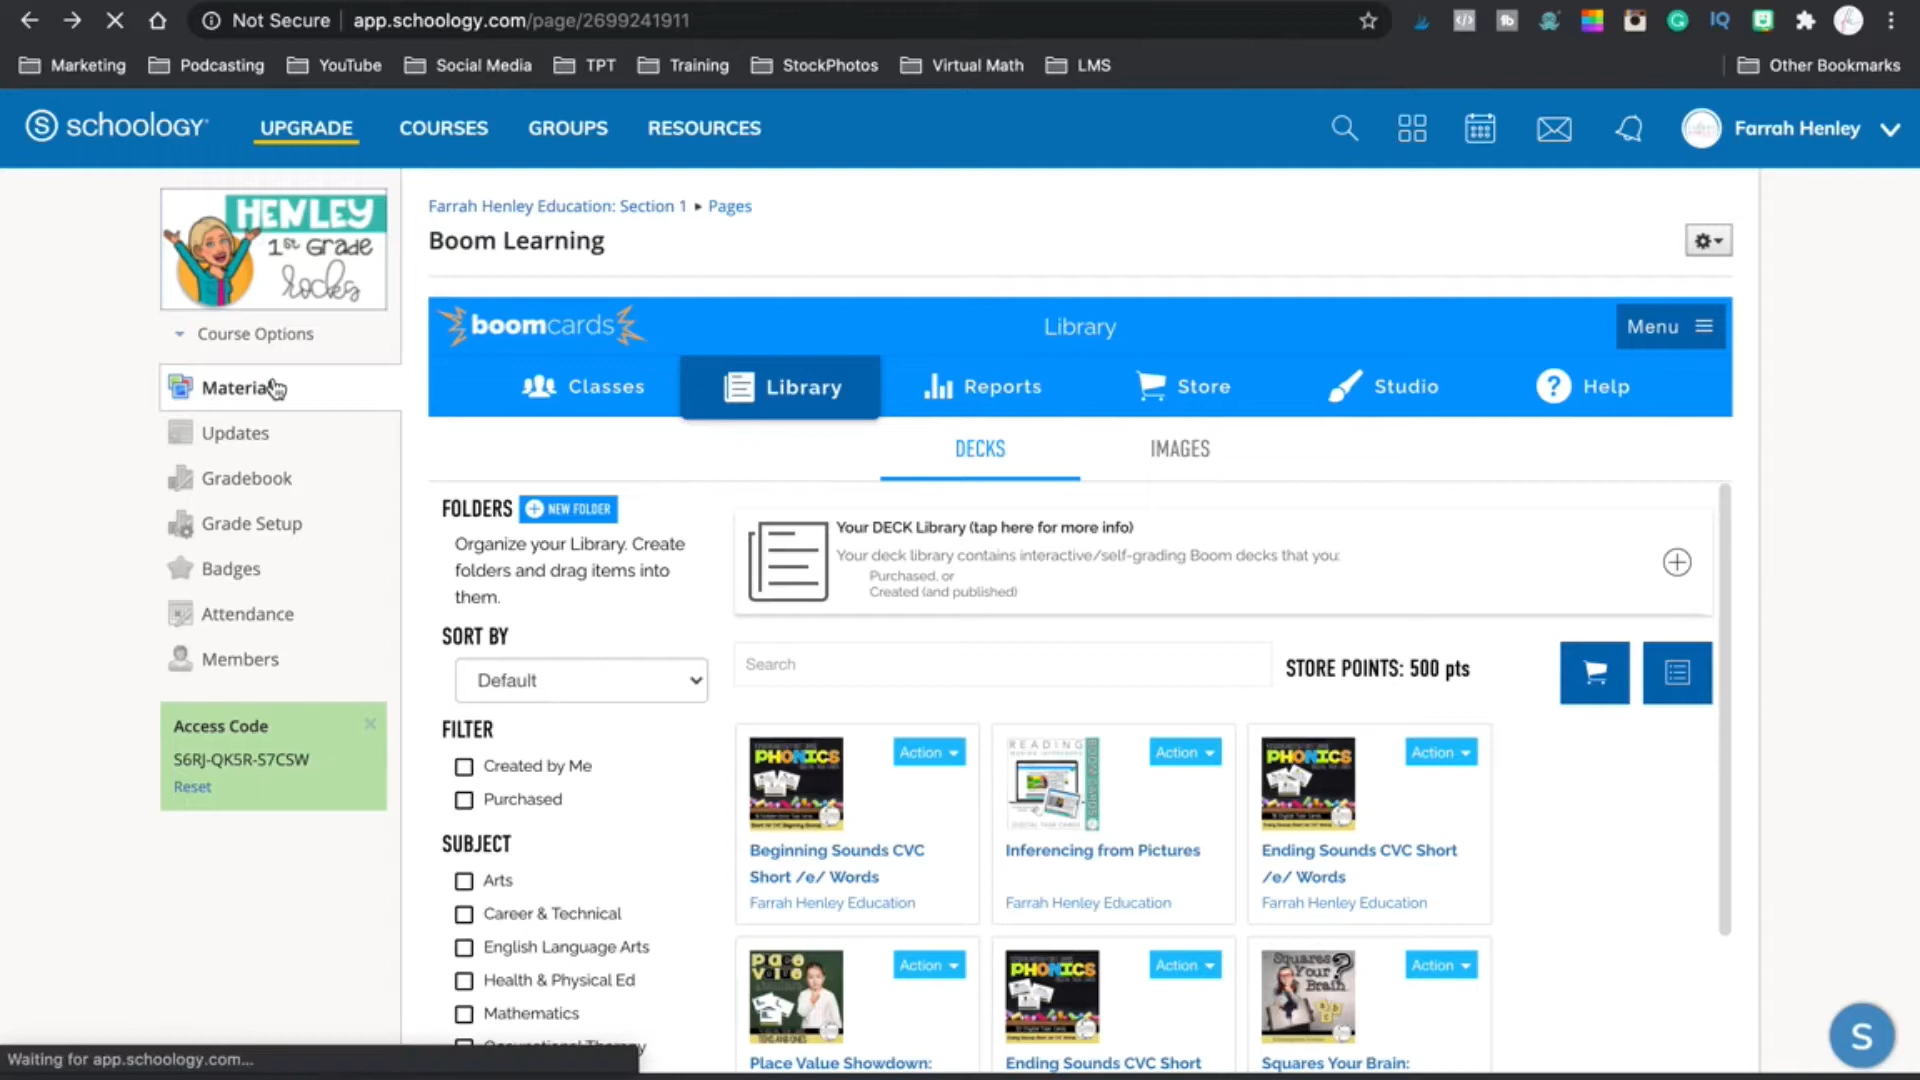 Not Secure | app.schoology.com/page/2699241911
Marketing Podcasting YouTube Social Media TPT Training StockPhotos Virtual Math LMS Other Bookmarks
schoology UPGRADE COURSES GROUPS RESOURCES Farrah Henley
HENLEY
1st Grade
rocks
Course Options
Materials
Updates
Gradebook
Grade Setup
Badges
Attendance
Members
Access Code
S6RJ-QK5R-S7CSW
Reset
Farrah Henley Education: Section 1 ▸ Pages
Boom Learning
boomcards Library Menu
Classes Library Reports Store Studio Help
DECKS IMAGES
FOLDERS NEW FOLDER
Organize your Library. Create
folders and drag items into
them.
SORT BY
Default
FILTER
Created by Me
Purchased
SUBJECT
Arts
Career & Technical
English Language Arts
Health & Physical Ed
Mathematics
Occupational Therapy
Your DECK Library (tap here for more info)
Your deck library contains interactive/self-grading Boom decks that you:
Purchased, or
Created (and published)
Search STORE POINTS: 500 pts
PHONICS Action
Beginning Sounds CVC
Short /e/ Words
Farrah Henley Education
READING
DIGITAL TASK CARDS
Action
Inferencing from Pictures
Farrah Henley Education
PHONICS Action
Ending Sounds CVC Short
/e/ Words
Farrah Henley Education
Place Value Action
Place Value Showdown:
PHONICS Action
Ending Sounds CVC Short
Squares Your Brain? Action
Squares Your Brain:
Waiting for app.schoology.com...
S